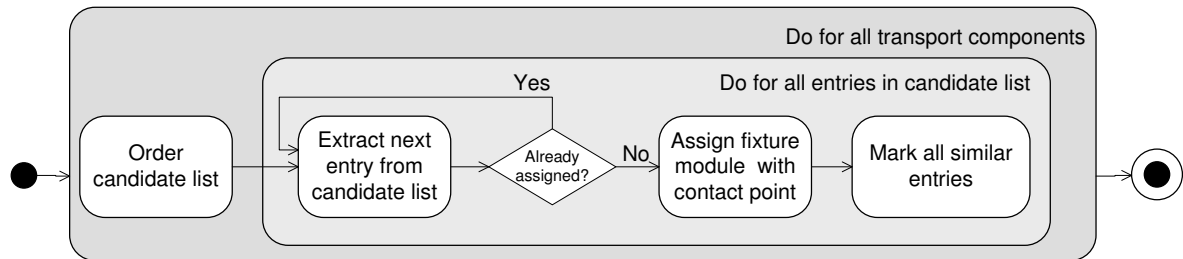 Do for all transport components
Do for all entries in candidate list
Yes
Order
candidate list
Extract next
entry from
candidate list
Already
assigned?
No
Assign fixture
module with
contact point
Mark all similar
entries